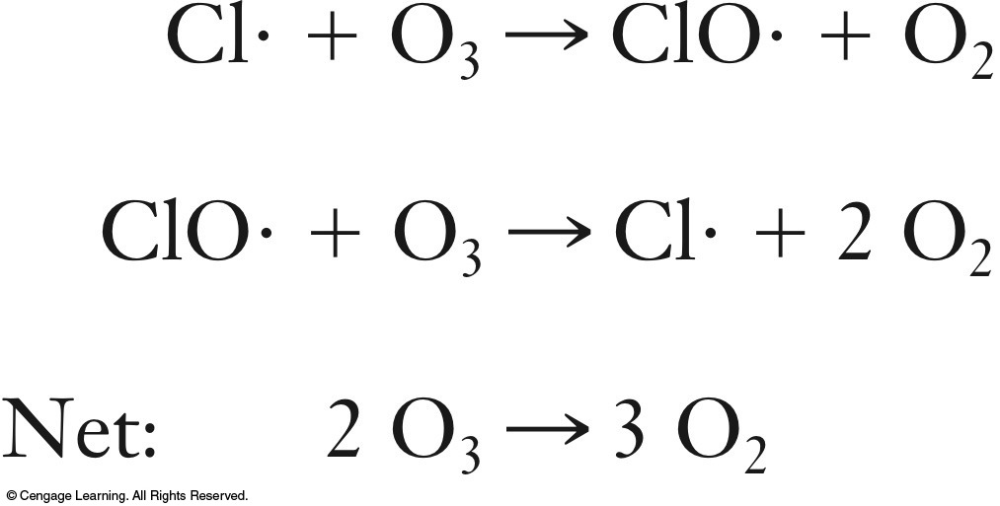 Cl· + O₃ → ClO· + O₂
ClO· + O₃ → Cl· + 2 O₂
Net: 2 O₃ → 3 O₂
© Cengage Learning. All Rights Reserved.